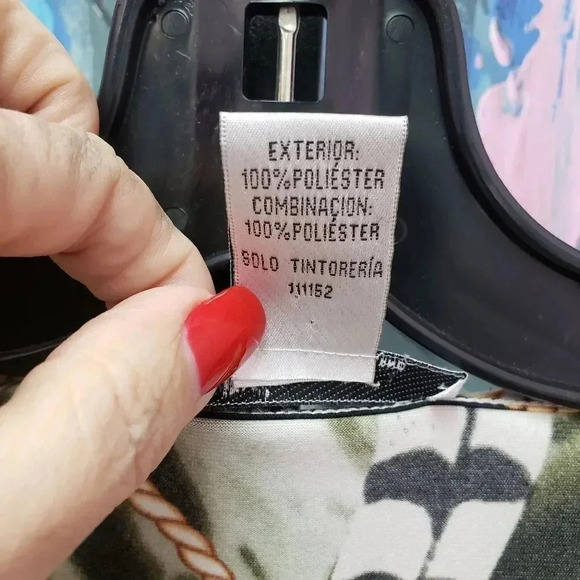 EXTERIOR:
100%POLIÉSTER
COMBINACION:
100%POLIÉSTER
SOLO TINTORERÍA
111152